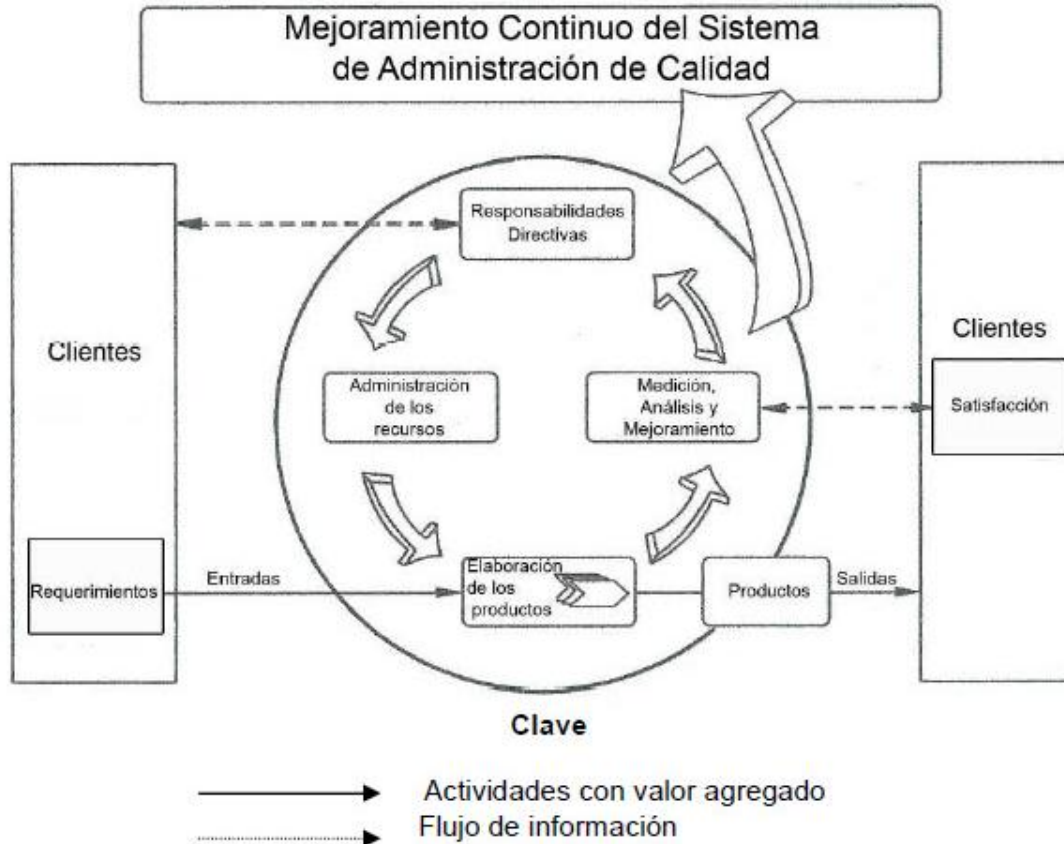 Mejoramiento Continuo del Sistema
de Administración de Calidad
Responsabilidades
Directivas
Clientes
Administración
de los
recursos
Medición,
Análisis y
Mejoramiento
Clientes
Satisfacción
Requerimientos
Entradas
Elaboración
de los
productos
Productos
Salidas
Clave
Actividades con valor agregado
Flujo de información